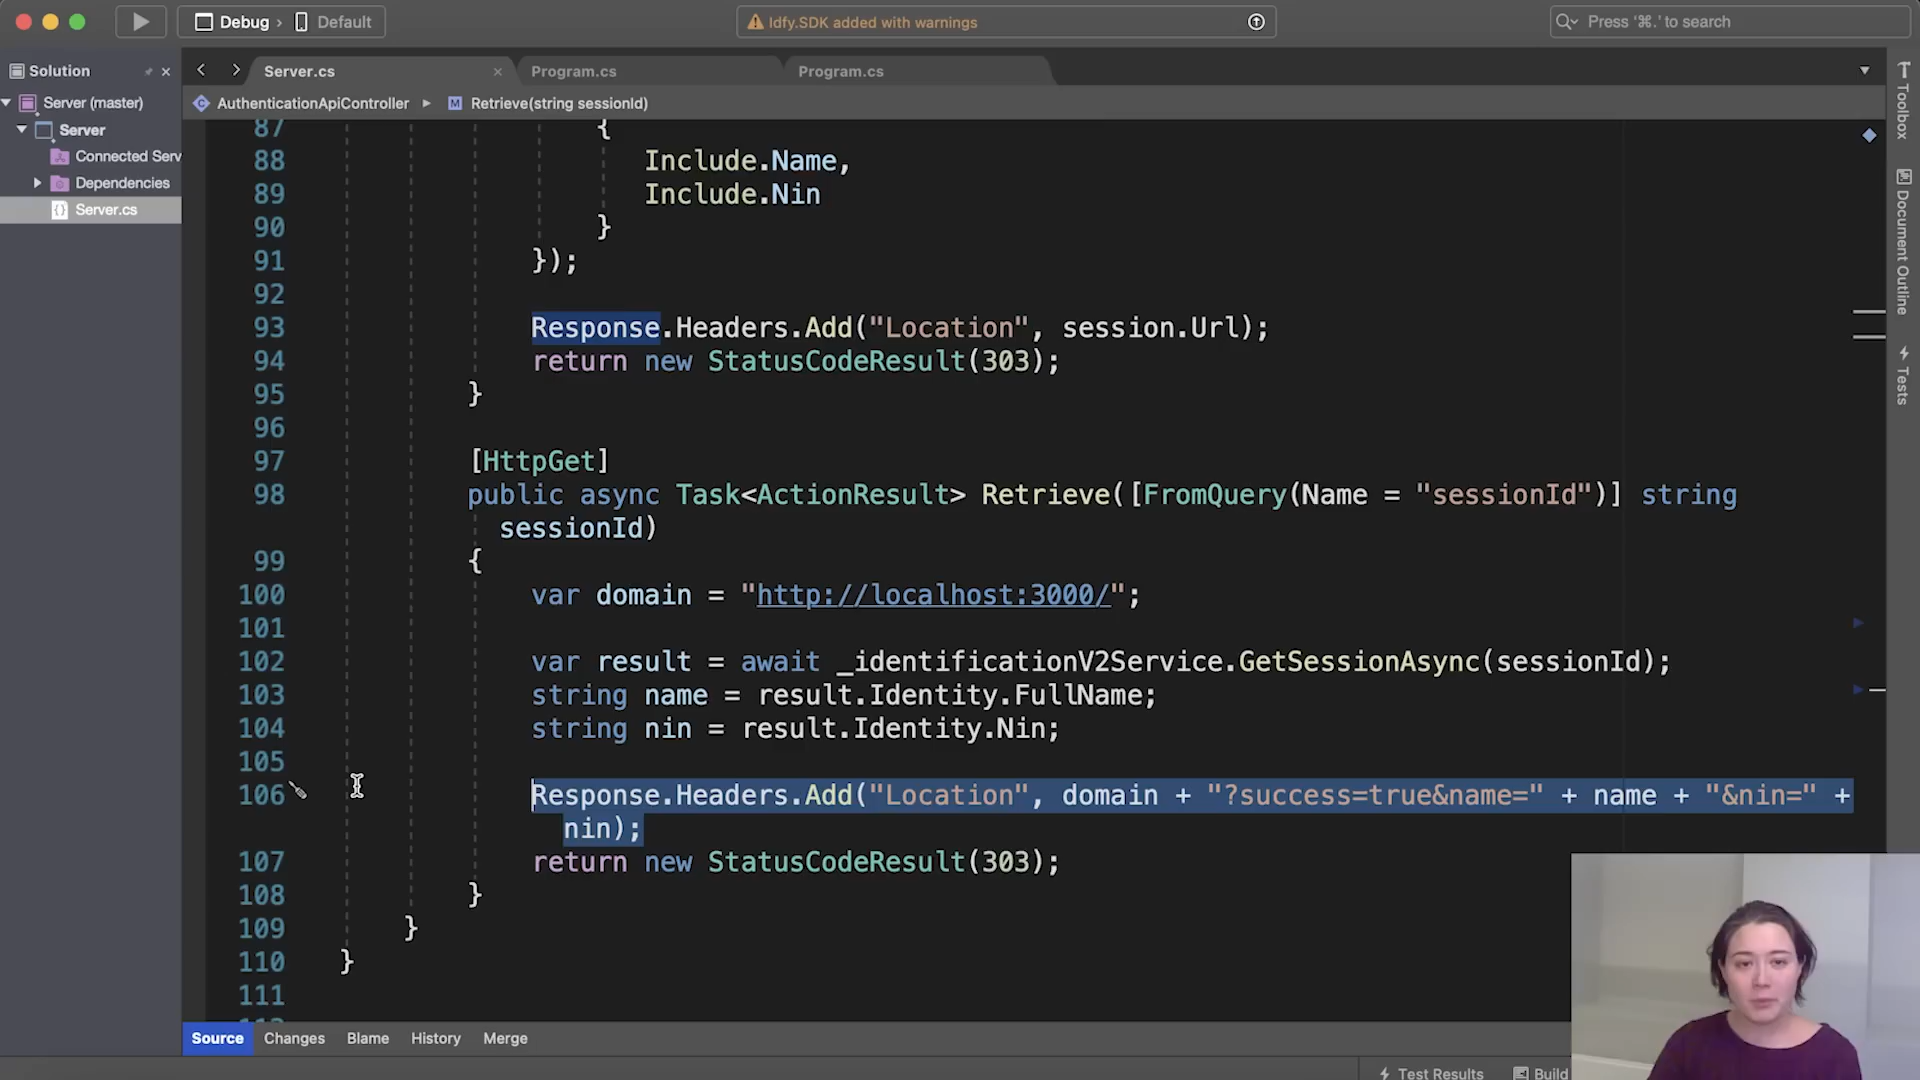 Debug › Default
Idfy.SDK added with warnings
Press '⌘.' to search
Solution
Server.cs
Program.cs
Program.cs
Server (master)
AuthenticationApiController
Retrieve(string sessionId)
Server
Connected Serv
Dependencies
Server.cs
87 {
88 Include.Name,
89 Include.Nin
90 }
91 });
92
93 Response.Headers.Add("Location", session.Url);
94 return new StatusCodeResult(303);
95 }
96
97 [HttpGet]
98 public async Task<ActionResult> Retrieve([FromQuery(Name = "sessionId")] string
sessionId)
99 {
100 var domain = "http://localhost:3000/";
101
102 var result = await _identificationV2Service.GetSessionAsync(sessionId);
103 string name = result.Identity.FullName;
104 string nin = result.Identity.Nin;
105
106 Response.Headers.Add("Location", domain + "?success=true&name=" + name + "&nin=" +
nin);
107 return new StatusCodeResult(303);
108 }
109 }
110 }
111
Toolbox
Document Outline
Tests
Source Changes Blame History Merge
Test Results Build